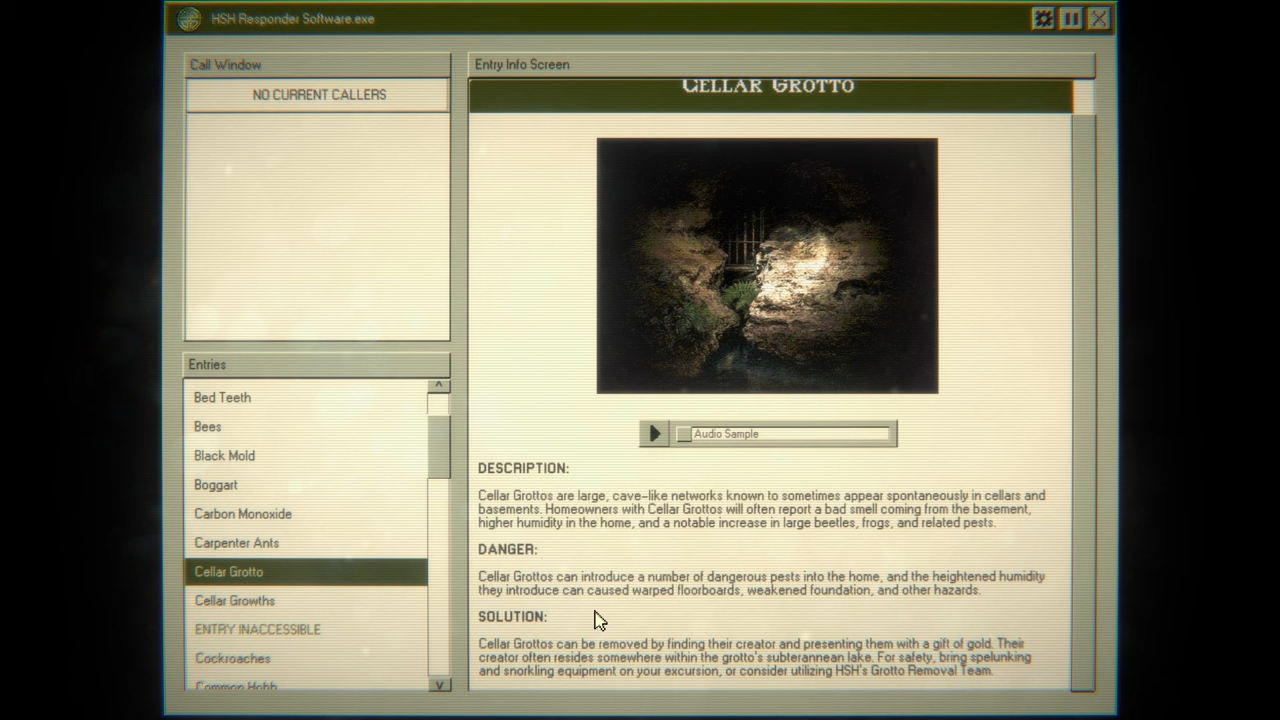 HSH Responder Software.exe
Call Window
NO CURRENT CALLERS
Entries
Bed Teeth
Bees
Black Mold
Boggart
Carbon Monoxide
Carpenter Ants
Cellar Grotto
Cellar Growths
ENTRY INACCESSIBLE
Cockroaches
Common Hobb
Entry Info Screen
Cellar Grotto
Audio Sample
DESCRIPTION:
Cellar Grottos are large, cave-like networks known to sometimes appear spontaneously in cellars and
basements. Homeowners with Cellar Grottos will often report a bad smell coming from the basement,
higher humidity in the home, and a notable increase in large beetles, frogs, and related pests.
DANGER:
Cellar Grottos can introduce a number of dangerous pests into the home, and the heightened humidity
they introduce can caused warped floorboards, weakened foundation, and other hazards.
SOLUTION:
Cellar Grottos can be removed by finding their creator and presenting them with a gift of gold. Their
creator often resides somewhere within the grotto's subterannean lake. For safety, bring spelunking
and snorkling equipment on your excursion, or consider utilizing HSH's Grotto Removal Team.